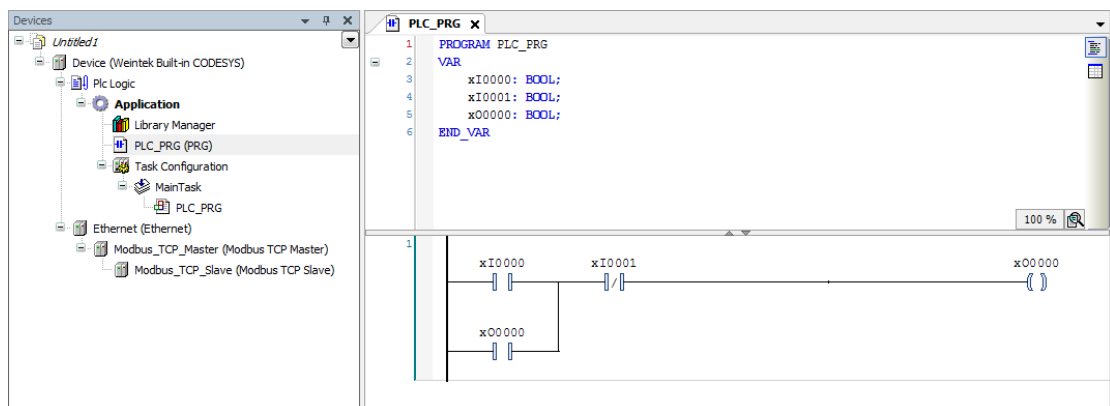 Devices
Untitled1
Device (Weintek Built-in CODESYS)
Plc Logic
Application
Library Manager
PLC_PRG (PRG)
Task Configuration
MainTask
PLC_PRG
Ethernet (Ethernet)
Modbus_TCP_Master (Modbus TCP Master)
Modbus_TCP_Slave (Modbus TCP Slave)
PLC_PRG X
1 PROGRAM PLC_PRG
2 VAR
3 xI0000: BOOL;
4 xI0001: BOOL;
5 xO0000: BOOL;
6 END_VAR
100 %
1
xI0000 xI0001 xO0000
xO0000